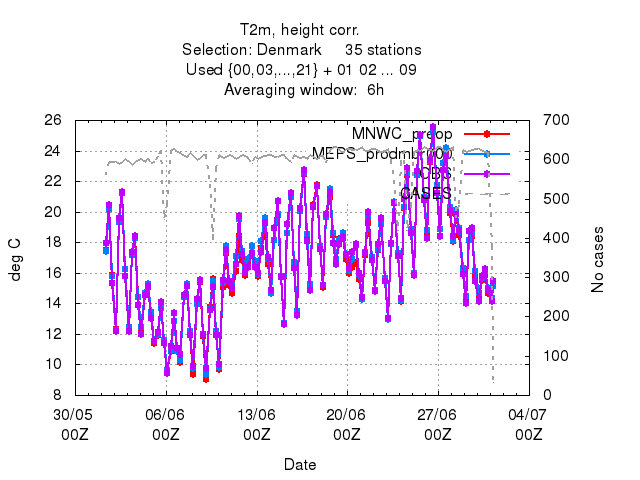 T2m, height corr.
Selection: Denmark 35 stations
Used {00,03,...,21} + 01 02 ... 09
Averaging window: 6h
26
24
22
20
18
16
14
12
10
8
deg C
700
600
500
400
300
200
100
0
No cases
MNWC_preop
MEPS_prodmbr000
OBS
CASES
30/05 06/06 13/06 20/06 27/06 04/07
00Z 00Z 00Z 00Z 00Z 00Z
Date